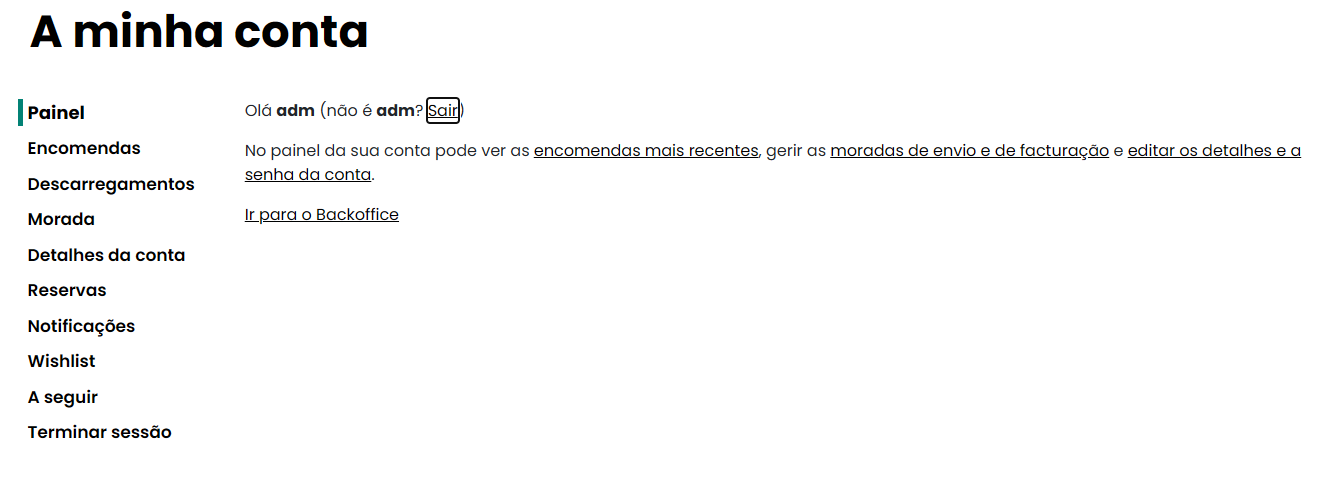 A minha conta
Painel
Encomendas
Descarregamentos
Morada
Detalhes da conta
Reservas
Notificações
Wishlist
A seguir
Terminar sessão
Olá adm (não é adm? Sair)
No painel da sua conta pode ver as encomendas mais recentes, gerir as moradas de envio e de facturação e editar os detalhes e a
senha da conta.
Ir para o Backoffice